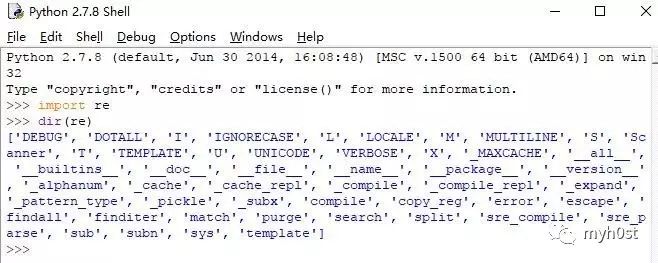 Python 2.7.8 Shell
File Edit Shell Debug Options Windows Help
Python 2.7.8 (default, Jun 30 2014, 16:08:48) [MSC v.1500 64 bit (AMD64)] on win
32
Type "copyright", "credits" or "license()" for more information.
>>> import re
>>> dir(re)
['DEBUG', 'DOTALL', 'I', 'IGNORECASE', 'L', 'LOCALE', 'M', 'MULTILINE', 'S', 'Sc
anner', 'T', 'TEMPLATE', 'U', 'UNICODE', 'VERBOSE', 'X', '_MAXCACHE', '__all__',
'__builtins__', '__doc__', '__file__', '__name__', '__package__', '__version__'
, '_alphanum', '_cache', '_cache_repl', '_compile', '_compile_repl', '_expand',
'_pattern_type', '_pickle', '_subx', 'compile', 'copy_reg', 'error', 'escape', '
findall', 'finditer', 'match', 'purge', 'search', 'split', 'sre_compile', 'sre_p
arse', 'sub', 'subn', 'sys', 'template']
>>>
myh0st